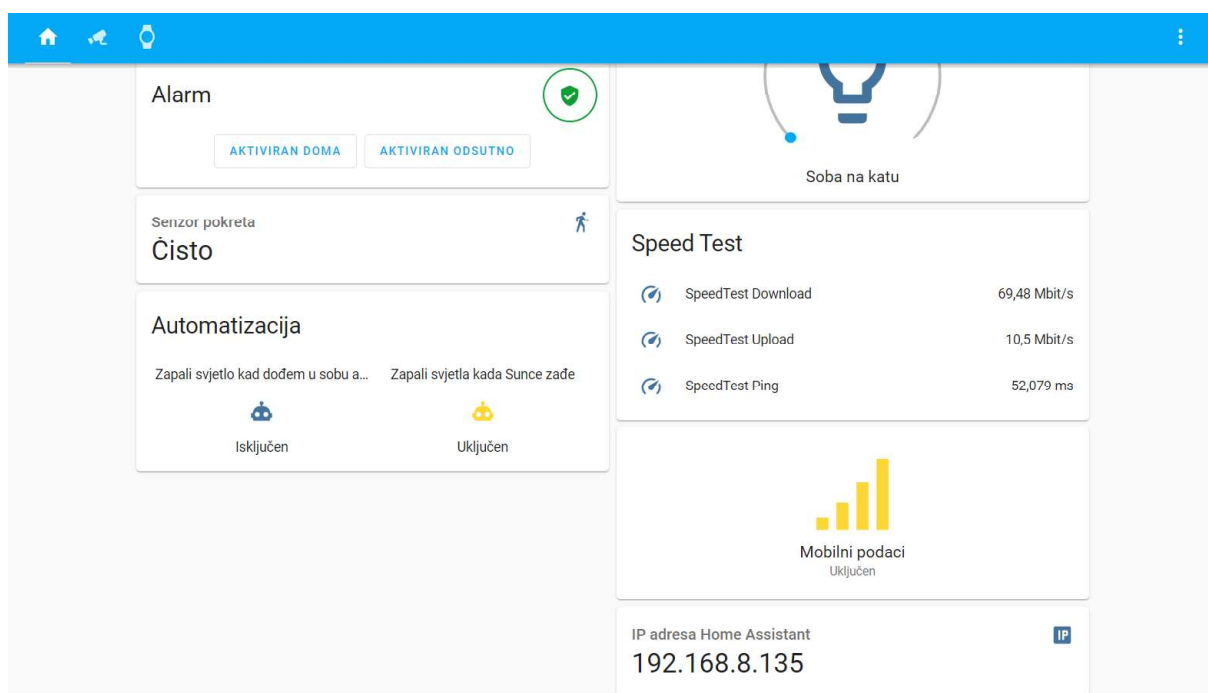 Alarm
AKTIVIRAN DOMA AKTIVIRAN ODSUTNO
Senzor pokreta
Čisto
Automatizacija
Zapali svjetlo kad dođem u sobu a... Zapali svjetla kada Sunce zađe
Isključen Uključen
Soba na katu
Speed Test
SpeedTest Download 69,48 Mbit/s
SpeedTest Upload 10,5 Mbit/s
SpeedTest Ping 52,079 ms
Mobilni podaci
Uključen
IP adresa Home Assistant
IP
192.168.8.135